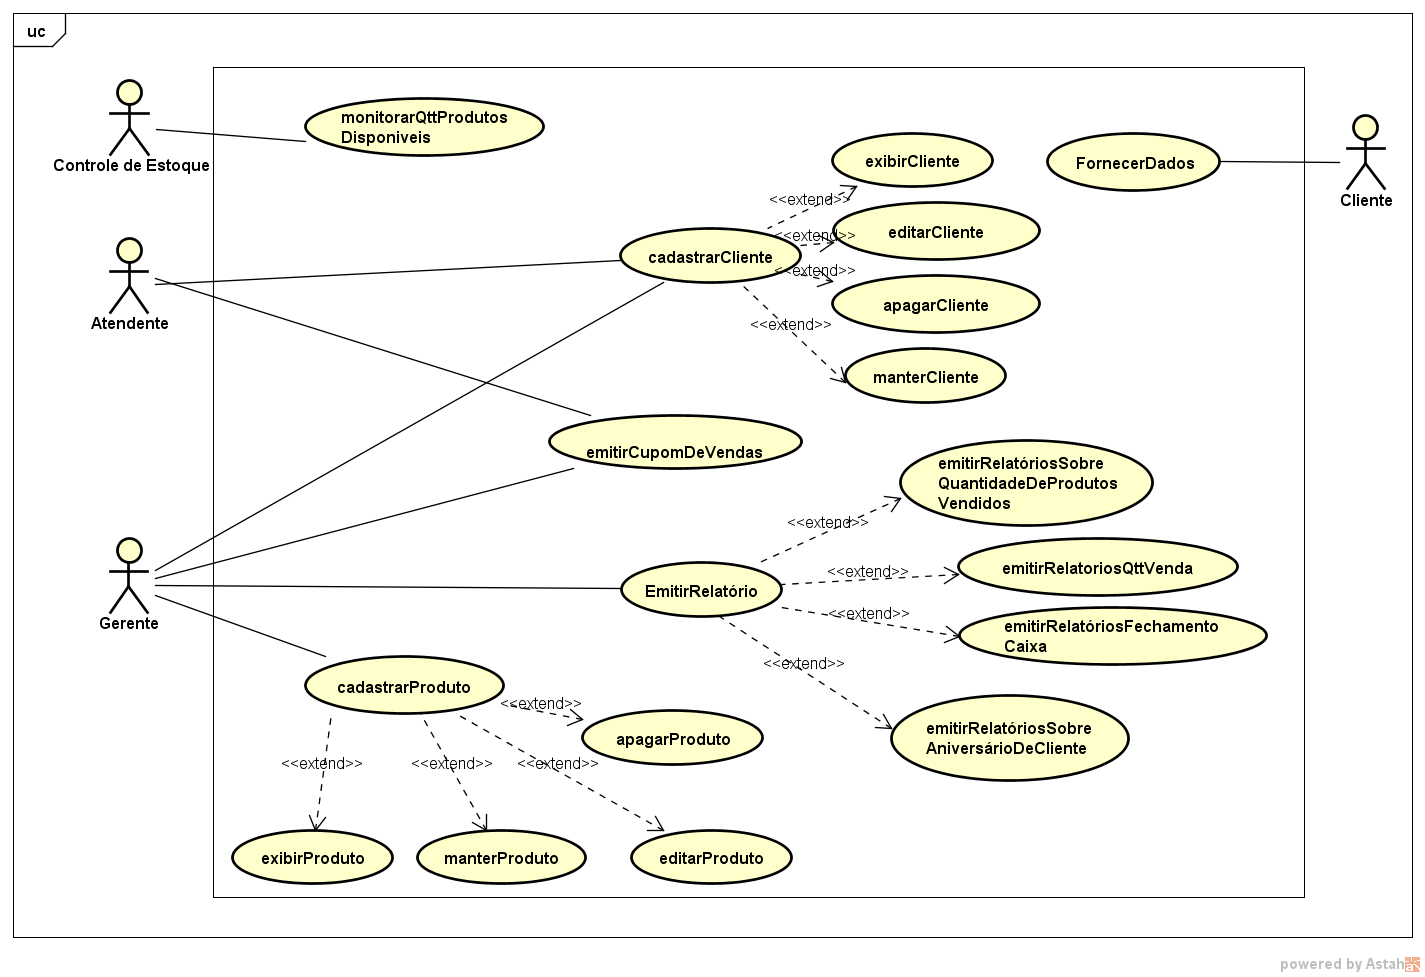 uc
monitorarQttProdutos
Disponiveis
Controle de Estoque
exibirCliente
FornecerDados
Cliente
<<extend>>
editarCliente
<<extend>>
cadastrarCliente
<<extend>>
apagarCliente
Atendente
<<extend>>
manterCliente
emitirCupomDeVendas
emitirRelatóriosSobre
QuantidadeDeProdutos
Vendidos
<<extend>>
emitirRelatoriosQttVenda
<<extend>>
EmitirRelatório
<<extend>>
emitirRelatóriosFechamento
Caixa
Gerente
<<extend>>
cadastrarProduto
<<extend>>
apagarProduto
emitirRelatóriosSobre
AniversárioDeCliente
<<extend>>
<<extend>>
<<extend>>
exibirProduto
manterProduto
editarProduto
powered by Astah